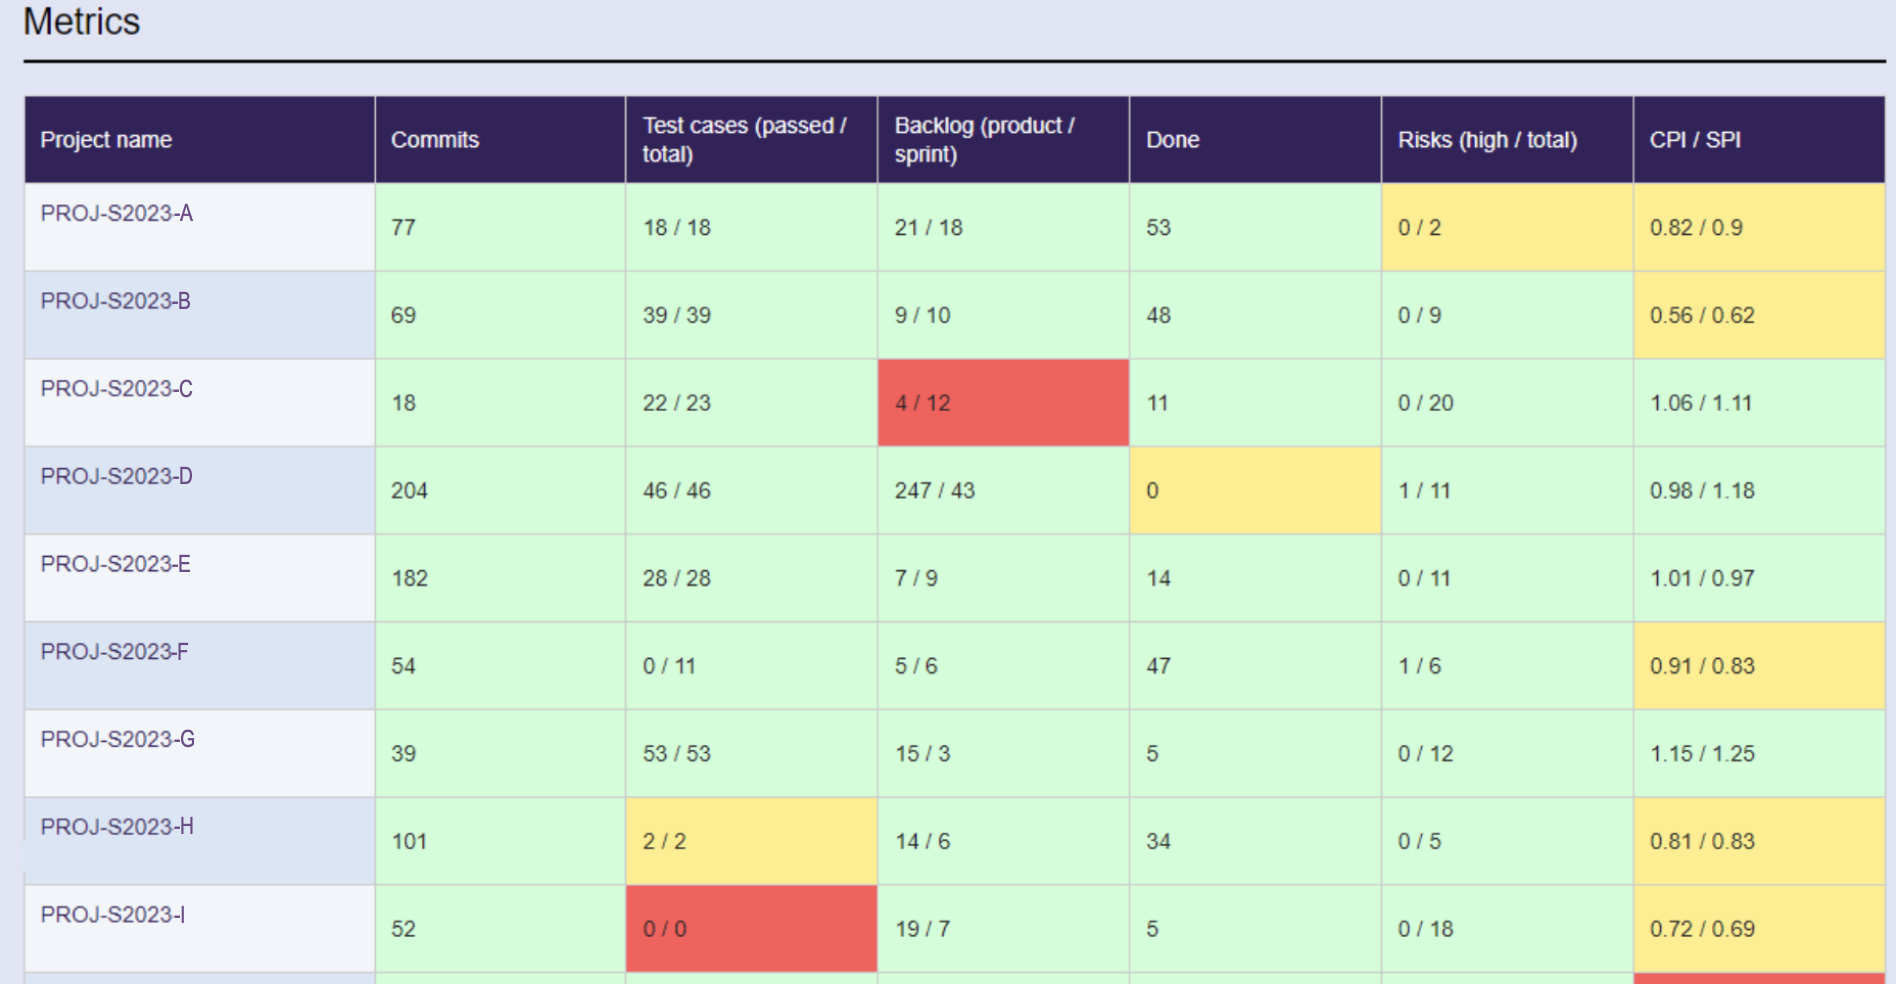 Metrics
Project name Commits Test cases (passed / total) Backlog (product / sprint) Done Risks (high / total) CPI / SPI
PROJ-S2023-A 77 18 / 18 21 / 18 53 0 / 2 0.82 / 0.9
PROJ-S2023-B 69 39 / 39 9 / 10 48 0 / 9 0.56 / 0.62
PROJ-S2023-C 18 22 / 23 4 / 12 11 0 / 20 1.06 / 1.11
PROJ-S2023-D 204 46 / 46 247 / 43 0 1 / 11 0.98 / 1.18
PROJ-S2023-E 182 28 / 28 7 / 9 14 0 / 11 1.01 / 0.97
PROJ-S2023-F 54 0 / 11 5 / 6 47 1 / 6 0.91 / 0.83
PROJ-S2023-G 39 53 / 53 15 / 3 5 0 / 12 1.15 / 1.25
PROJ-S2023-H 101 2 / 2 14 / 6 34 0 / 5 0.81 / 0.83
PROJ-S2023-I 52 0 / 0 19 / 7 5 0 / 18 0.72 / 0.69